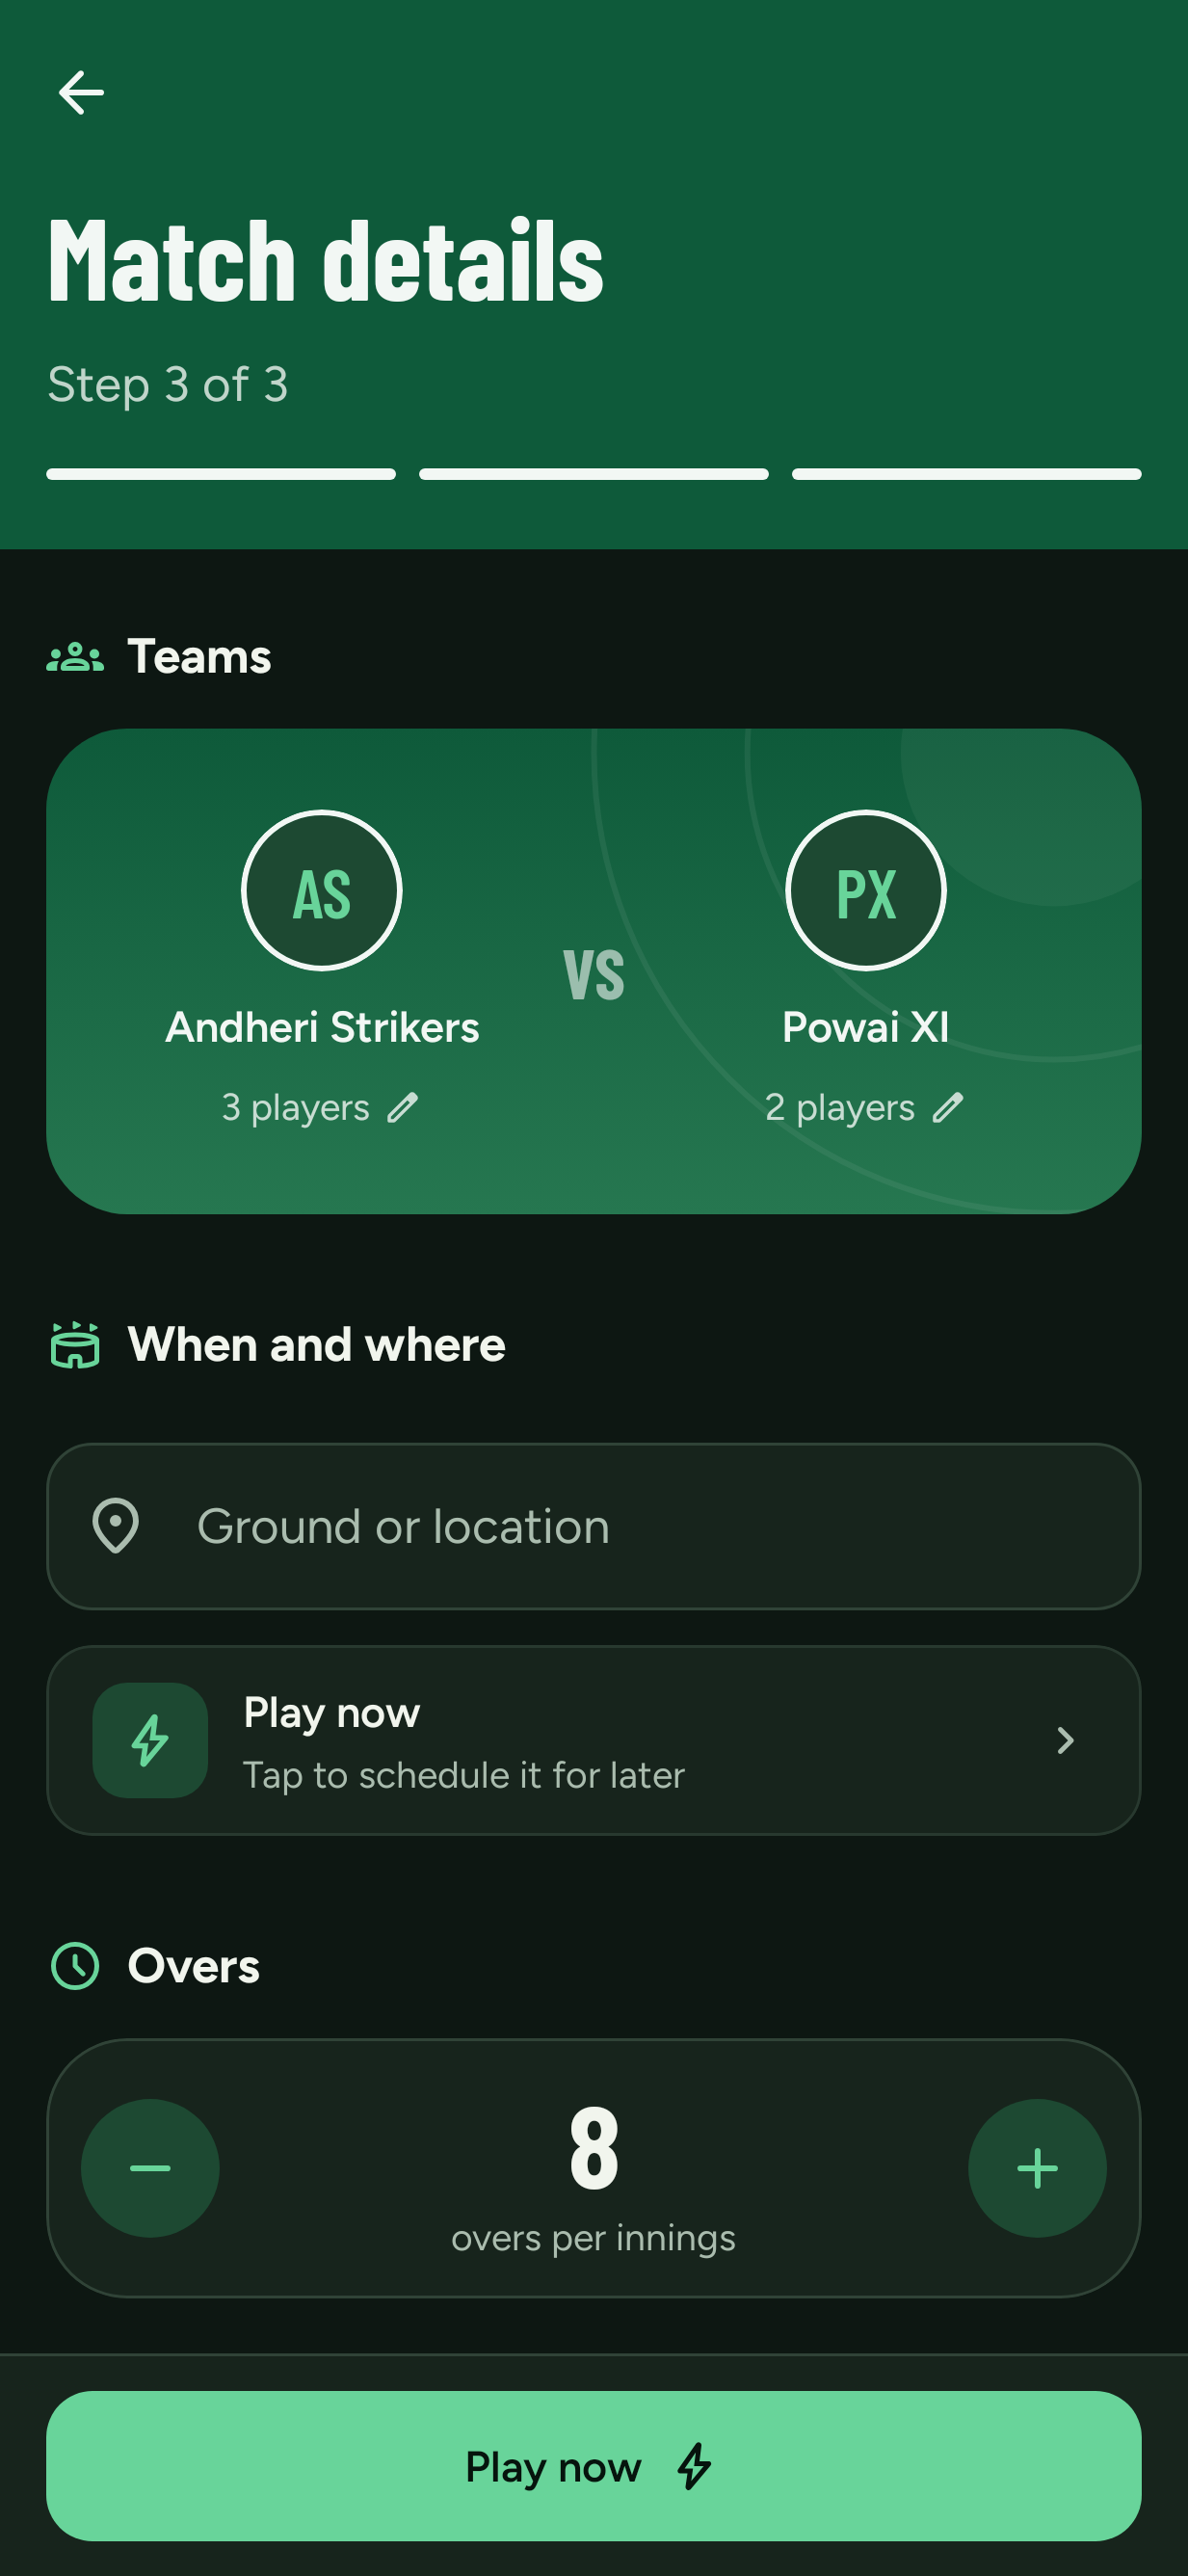 Match details
Step 3 of 3
Teams
AS
PX
VS
Andheri Strikers
Powai XI
3 players
2 players
When and where
Ground or location
Play now
Tap to schedule it for later
Overs
8
overs per innings
Play now